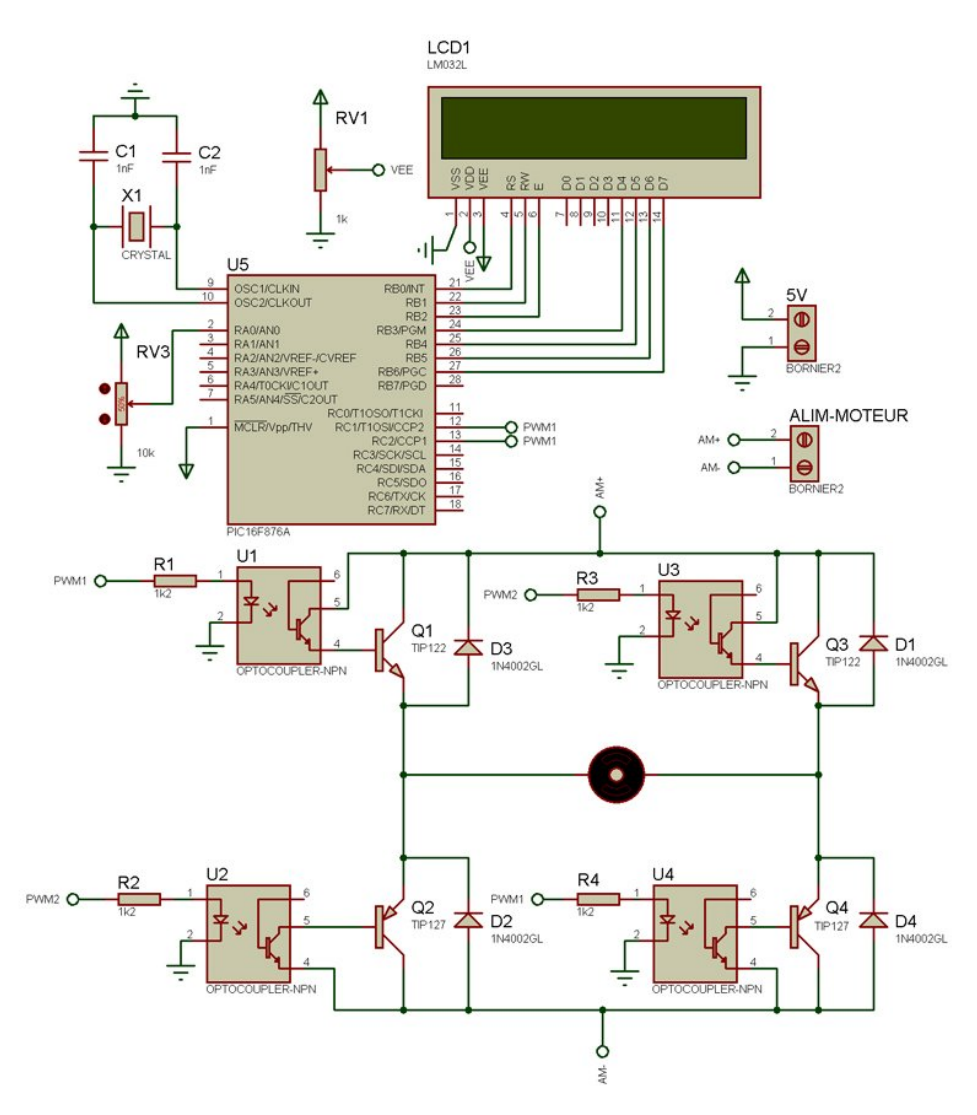 LCD1
LM032L
VSS
VDD
VEE
RS
RW
E
D0
D1
D2
D3
D4
D5
D6
D7
1
2
3
4
5
6
7
8
9
10
11
12
13
14
VEE
C1
1nF
C2
1nF
X1
CRYSTAL
RV1
VEE
1k
U5
9 OSC1/CLKIN RB0/INT 21
10 OSC2/CLKOUT RB1 22
RB2 23
2 RA0/AN0 RB3/PGM 24
3 RA1/AN1 RB4 25
4 RA2/AN2/VREF-/CVREF RB5 26
5 RA3/AN3/VREF+ RB6/PGC 27
6 RA4/T0CKI/C1OUT RB7/PGD 28
7 RA5/AN4/SS/C2OUT
RC0/T1OSO/T1CKI 11
1 MCLR/Vpp/THV RC1/T1OSI/CCP2 12 PWM1
RC2/CCP1 13 PWM1
RC3/SCK/SCL 14
RC4/SDI/SDA 15
RC5/SDO 16
RC6/TX/CK 17
RC7/RX/DT 18
PIC16F876A
RV3
50%
10k
5V
2
1
BORNIER2
ALIM-MOTEUR
AM+ 2
AM- 1
BORNIER2
AM+
PWM1
R1
1k2
U1
1
2
6
5
4
OPTOCOUPLER-NPN
Q1
TIP122
D3
1N4002GL
PWM2
R3
1k2
U3
1
2
6
5
4
OPTOCOUPLER-NPN
Q3
TIP122
D1
1N4002GL
PWM2
R2
1k2
U2
1
2
6
5
4
OPTOCOUPLER-NPN
Q2
TIP127
D2
1N4002GL
PWM1
R4
1k2
U4
1
2
6
5
4
OPTOCOUPLER-NPN
Q4
TIP127
D4
1N4002GL
AM-